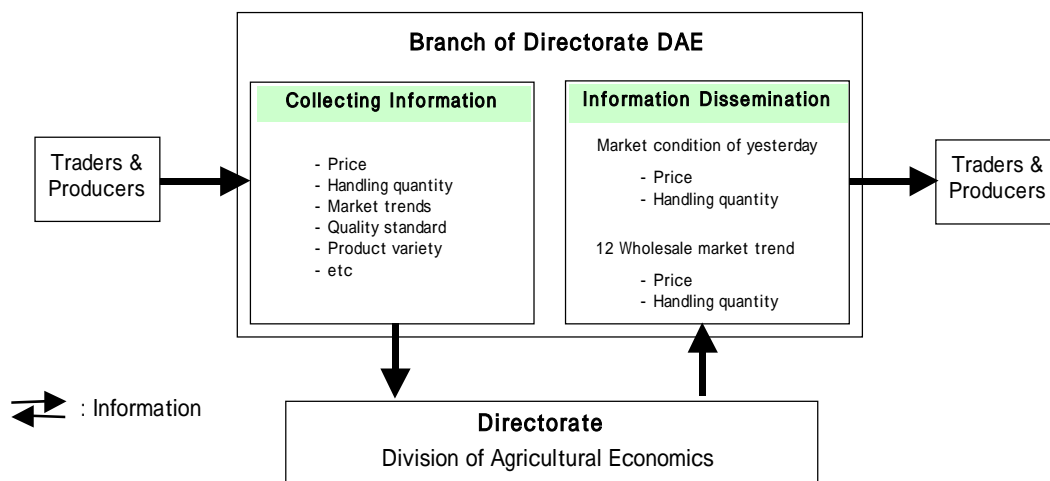 Branch of Directorate DAE
Traders &
Producers
Collecting Information
- Price
- Handling quantity
- Market trends
- Quality standard
- Product variety
- etc
Information Dissemination
Market condition of yesterday
- Price
- Handling quantity
12 Wholesale market trend
- Price
- Handling quantity
Traders &
Producers
: Information
Directorate
Division of Agricultural Economics